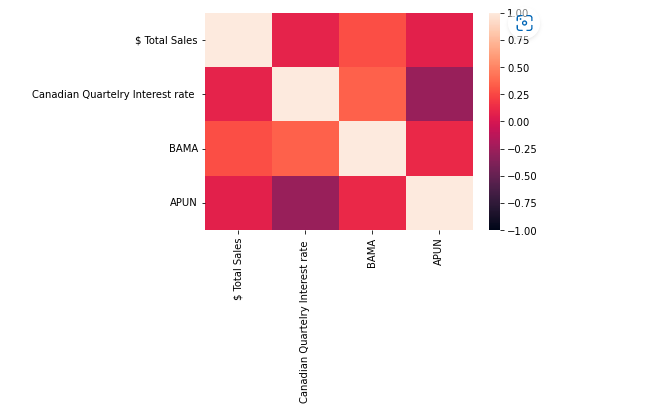 $ Total Sales
Canadian Quartelry Interest rate
BAMA
APUN
$ Total Sales
Canadian Quartelry Interest rate
BAMA
APUN
1.00
0.75
0.50
0.25
0.00
−0.25
−0.50
−0.75
−1.00